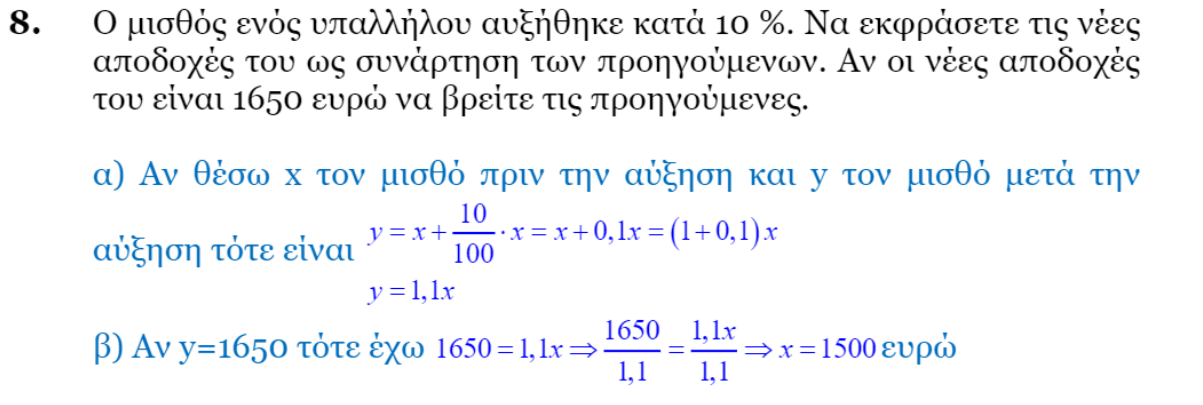 8. Ο μισθός ενός υπαλλήλου αυξήθηκε κατά 10 %. Να εκφράσετε τις νέες
αποδοχές του ως συνάρτηση των προηγούμενων. Αν οι νέες αποδοχές
του είναι 1650 ευρώ να βρείτε τις προηγούμενες.
α) Αν θέσω x τον μισθό πριν την αύξηση και y τον μισθό μετά την
αύξηση τότε είναι y = x + 10/100 · x = x + 0,1x = (1 + 0,1)x
y = 1,1x
β) Αν y=1650 τότε έχω 1650 = 1,1x ⇒ 1650/1,1 = 1,1x/1,1 ⇒ x = 1500 ευρώ